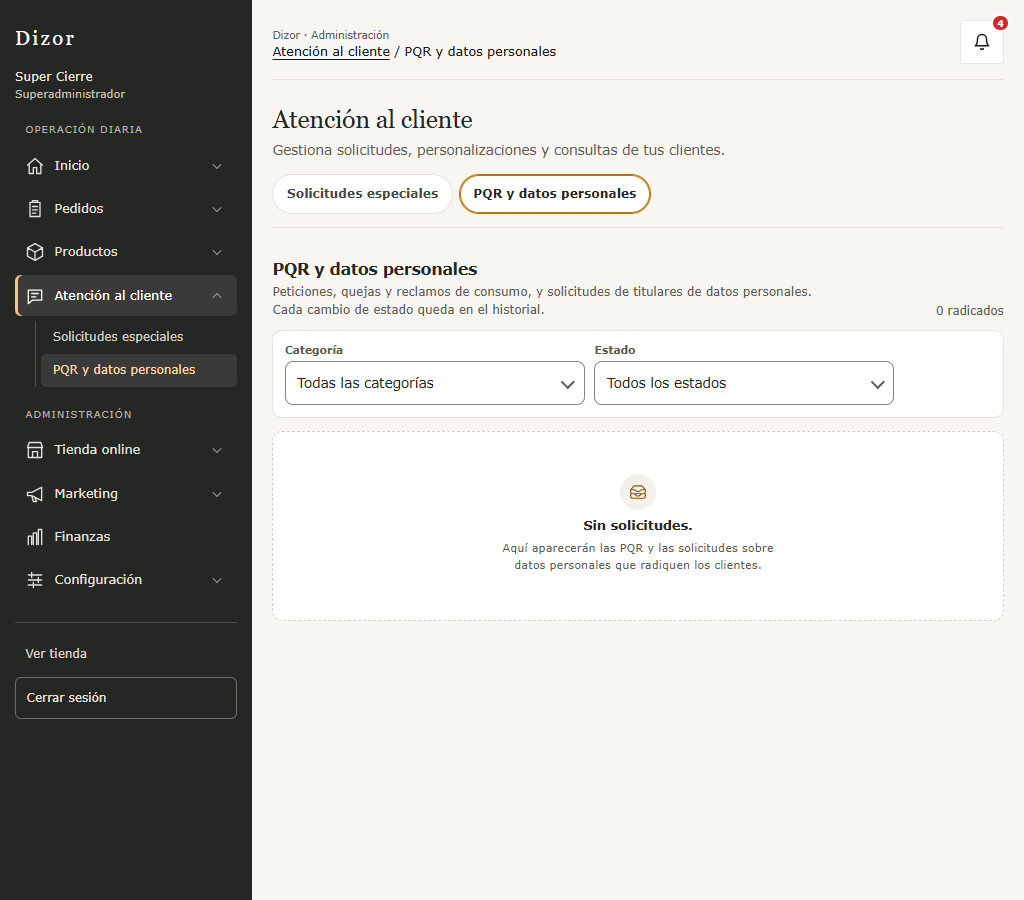 Dizor
Super Cierre
Superadministrador
OPERACIÓN DIARIA
Inicio
Pedidos
Productos
Atención al cliente
Solicitudes especiales
PQR y datos personales
ADMINISTRACIÓN
Tienda online
Marketing
Finanzas
Configuración
Ver tienda
Cerrar sesión
Dizor · Administración
Atención al cliente / PQR y datos personales
4
Atención al cliente
Gestiona solicitudes, personalizaciones y consultas de tus clientes.
Solicitudes especiales
PQR y datos personales
PQR y datos personales
Peticiones, quejas y reclamos de consumo, y solicitudes de titulares de datos personales.
Cada cambio de estado queda en el historial.
0 radicados
Categoría
Estado
Todas las categorías
Todos los estados
Sin solicitudes.
Aquí aparecerán las PQR y las solicitudes sobre
datos personales que radiquen los clientes.